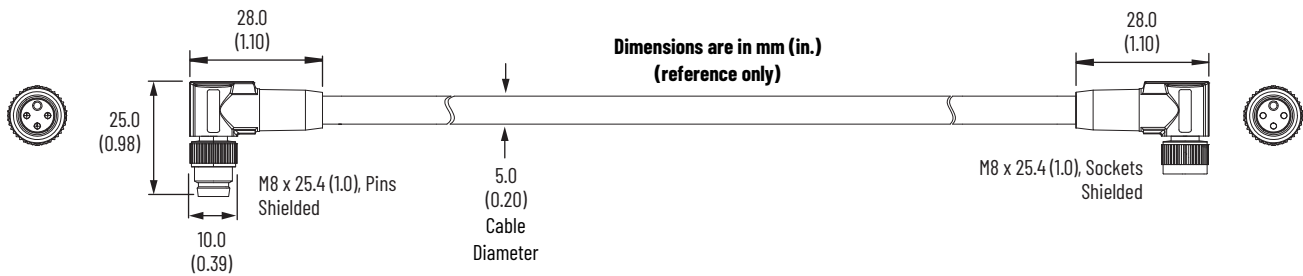 28.0
(1.10)
Dimensions are in mm (in.)
(reference only)
28.0
(1.10)
25.0
(0.98)
M8 x 25.4 (1.0), Pins
Shielded
10.0
(0.39)
5.0
(0.20)
Cable
Diameter
M8 x 25.4 (1.0), Sockets
Shielded